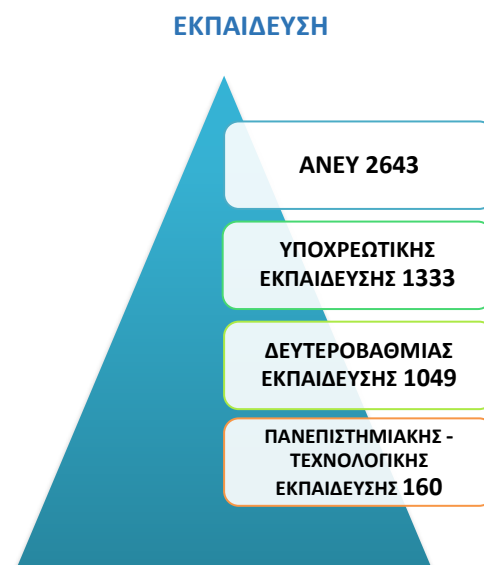 ΕΚΠΑΙΔΕΥΣΗ
ΑΝΕΥ 2643
ΥΠΟΧΡΕΩΤΙΚΗΣ
ΕΚΠΑΙΔΕΥΣΗΣ 1333
ΔΕΥΤΕΡΟΒΑΘΜΙΑΣ
ΕΚΠΑΙΔΕΥΣΗΣ 1049
ΠΑΝΕΠΙΣΤΗΜΙΑΚΗΣ -
ΤΕΧΝΟΛΟΓΙΚΗΣ
ΕΚΠΑΙΔΕΥΣΗΣ 160